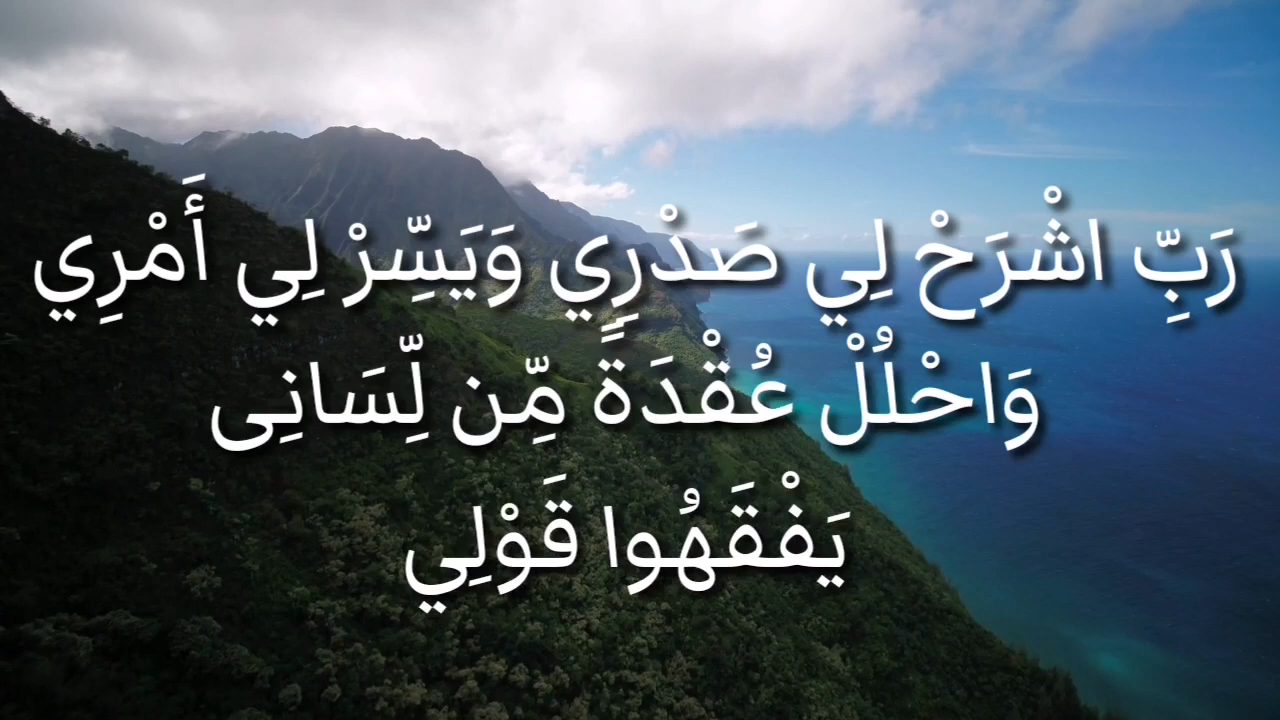 رَبِّ اشْرَحْ لِي صَدْرِي وَيَسِّرْ لِي أَمْرِي
وَاحْلُلْ عُقْدَةً مِّن لِّسَانِى
يَفْقَهُوا قَوْلِي